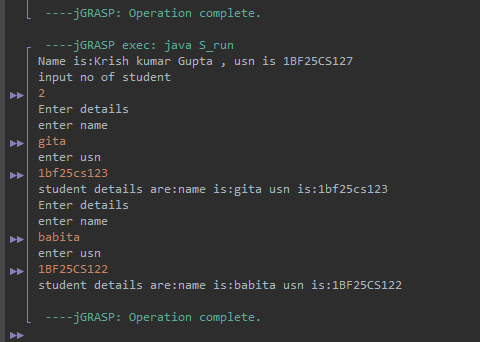 ----jGRASP: Operation complete.
----jGRASP exec: java S_run
Name is:Krish kumar Gupta , usn is 1BF25CS127
input no of student
2
Enter details
enter name
gita
enter usn
1bf25cs123
student details are:name is:gita usn is:1bf25cs123
Enter details
enter name
babita
enter usn
1BF25CS122
student details are:name is:babita usn is:1BF25CS122
----jGRASP: Operation complete.